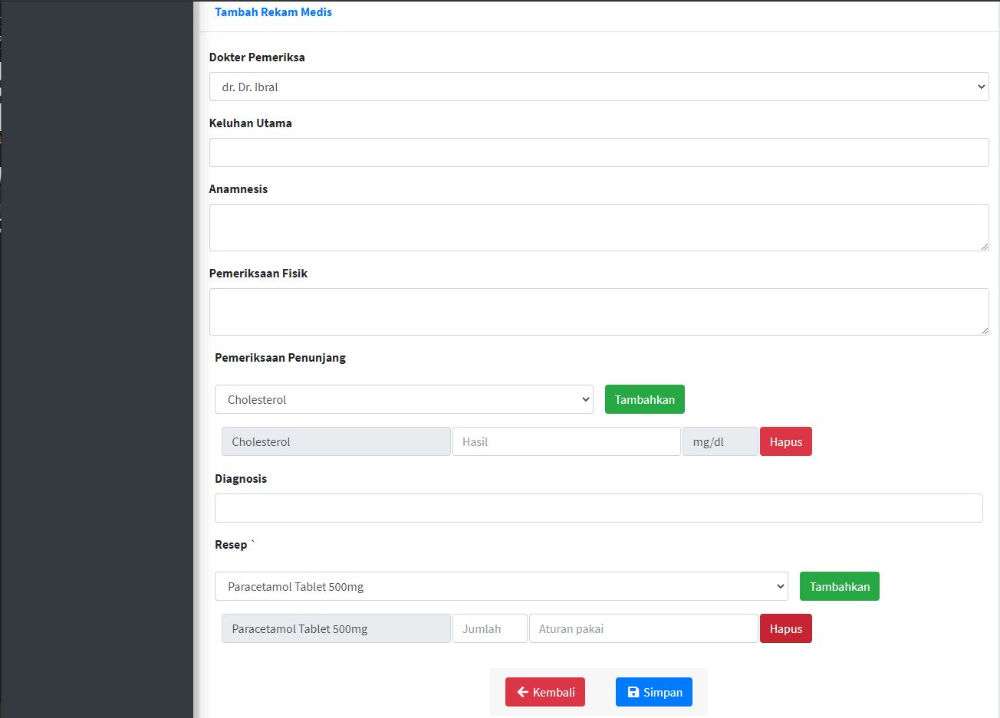 Tambah Rekam Medis
Dokter Pemeriksa
dr. Dr. Ibral
Keluhan Utama
Anamnesis
Pemeriksaan Fisik
Pemeriksaan Penunjang
Cholesterol Tambahkan
Cholesterol Hasil mg/dl Hapus
Diagnosis
Resep `
Paracetamol Tablet 500mg Tambahkan
Paracetamol Tablet 500mg Jumlah Aturan pakai Hapus
Kembali Simpan